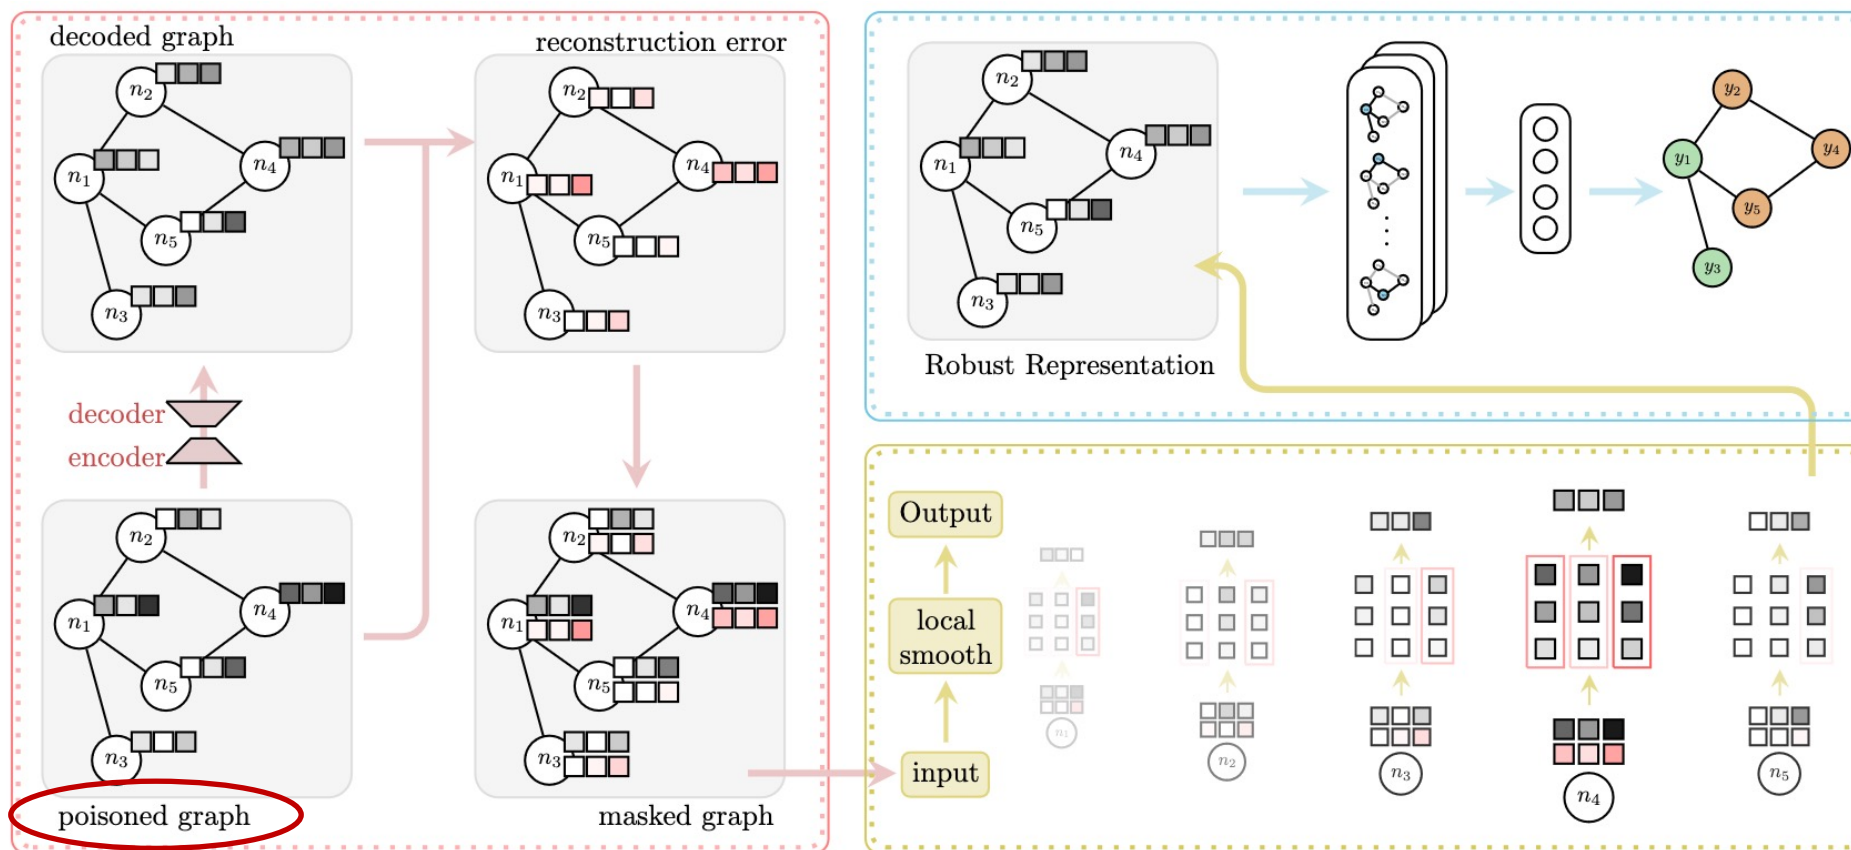 decoded graph
n2
n1
n4
n5
n3
reconstruction error
n2
n1
n4
n5
n3
decoder
encoder
n2
n1
n4
n5
n3
poisoned graph
n2
n1
n4
n5
n3
masked graph
n2
n1
n4
n5
n3
Robust Representation
y2
y1
y4
y5
y3
Output
local
smooth
input
n1
n2
n3
n4
n5